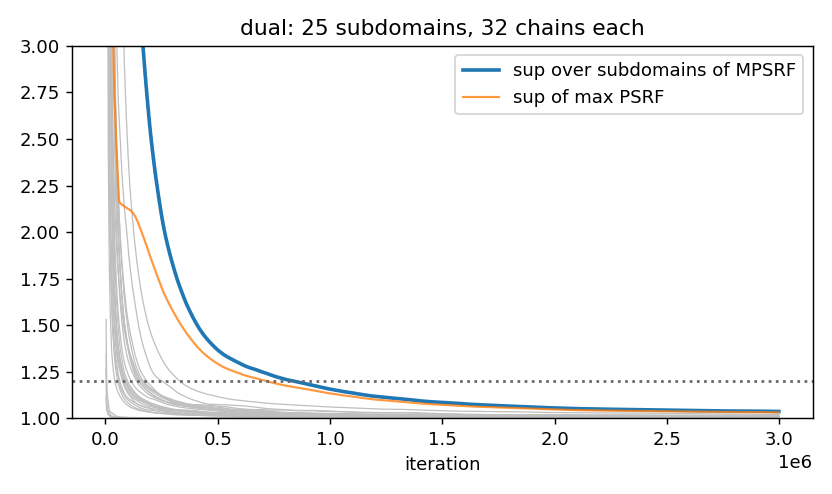 dual: 25 subdomains, 32 chains each
3.00
2.75
2.50
2.25
2.00
1.75
1.50
1.25
1.00
sup over subdomains of MPSRF
sup of max PSRF
0.0 0.5 1.0 1.5 2.0 2.5 3.0
iteration
1e6